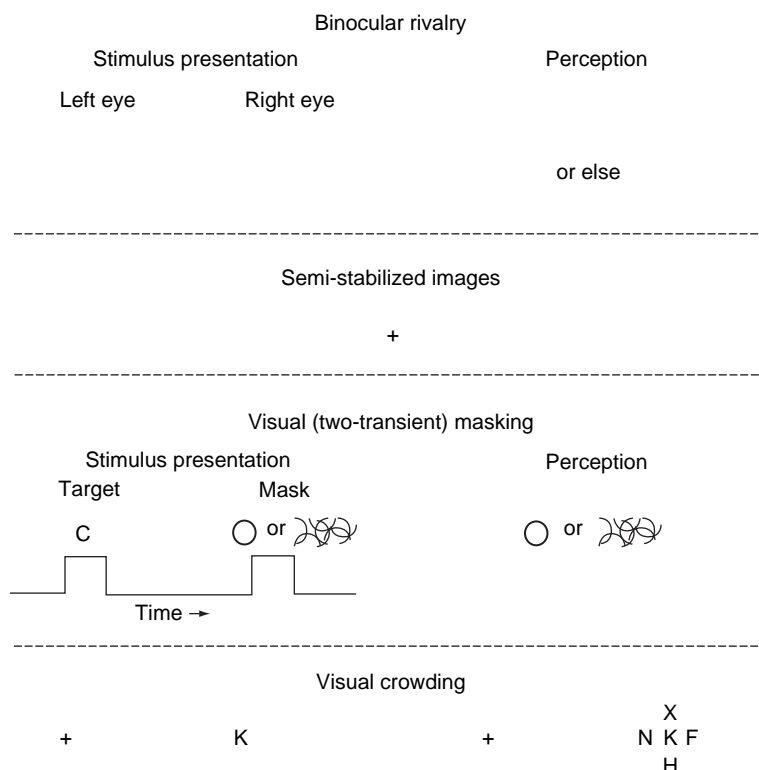 Binocular rivalry
Stimulus presentation Perception
Left eye Right eye
or else
Semi-stabilized images
+
Visual (two-transient) masking
Stimulus presentation Perception
Target Mask
C or or
Time →
Visual crowding
X
+ K + N K F
H